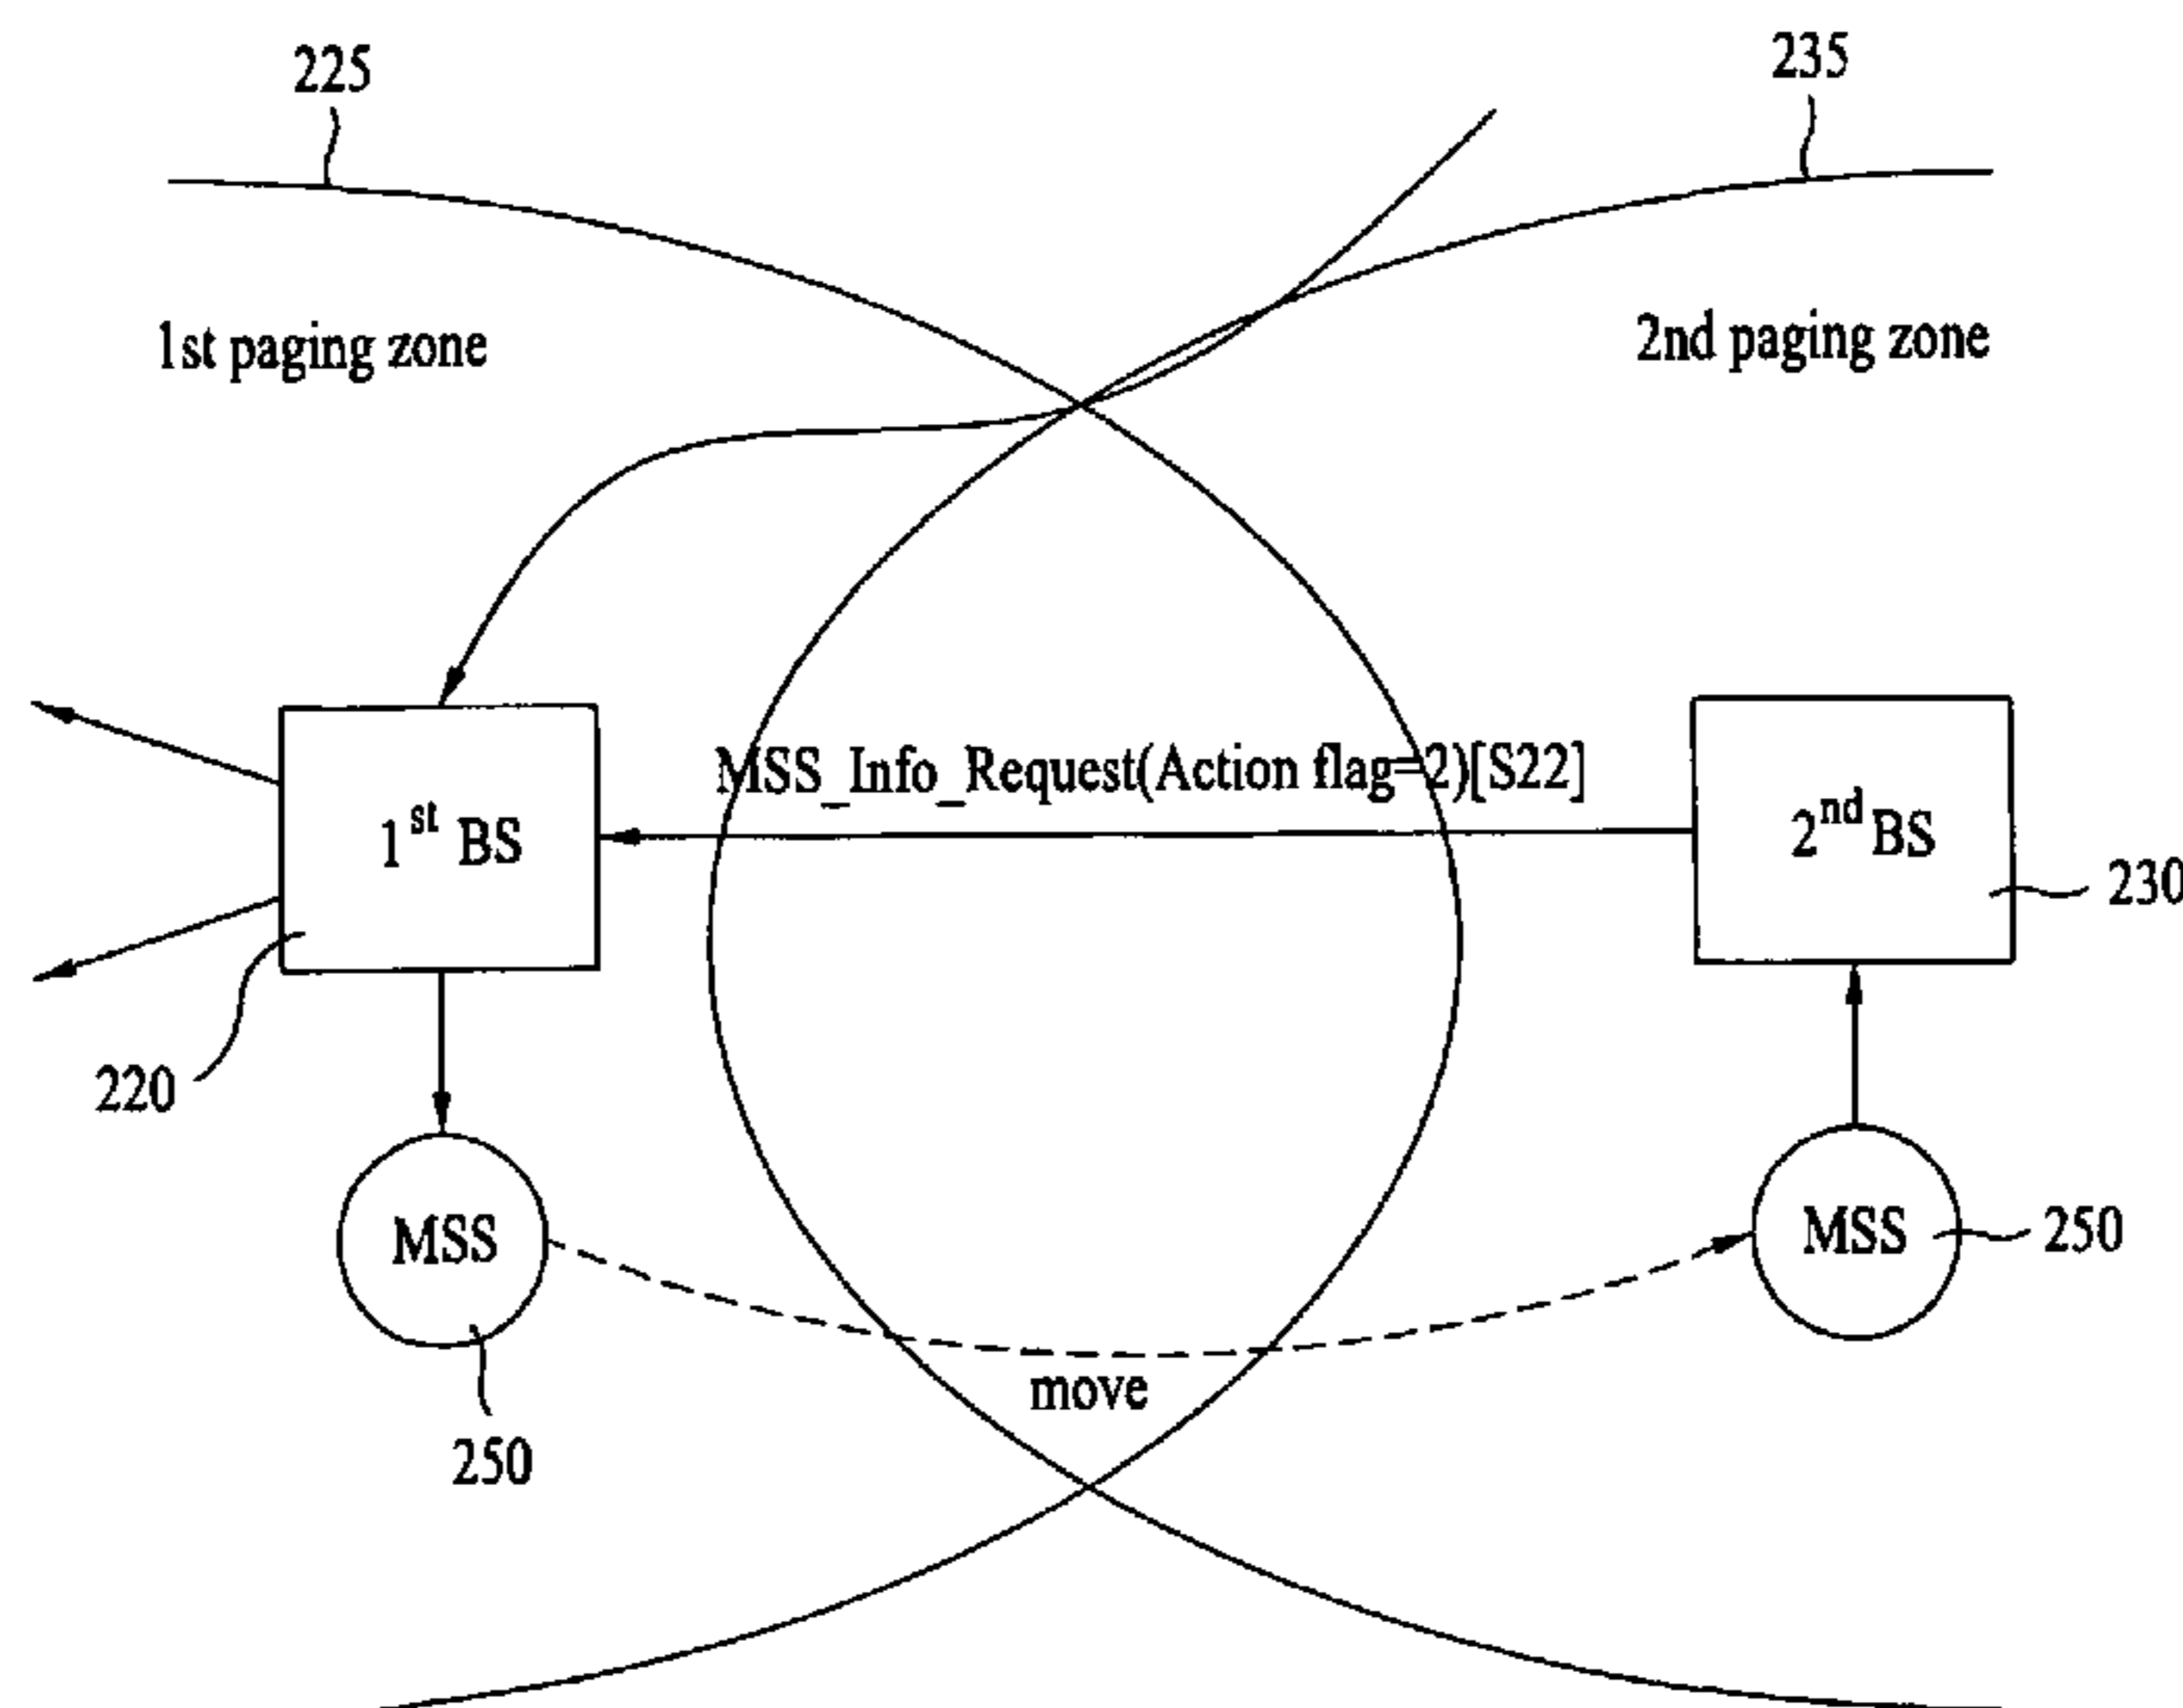 225
235
1st paging zone
2nd paging zone
MSS_Info_Request(Action flag=2)[S22]
1st BS
2nd BS
230
220
MSS
MSS
250
move
250